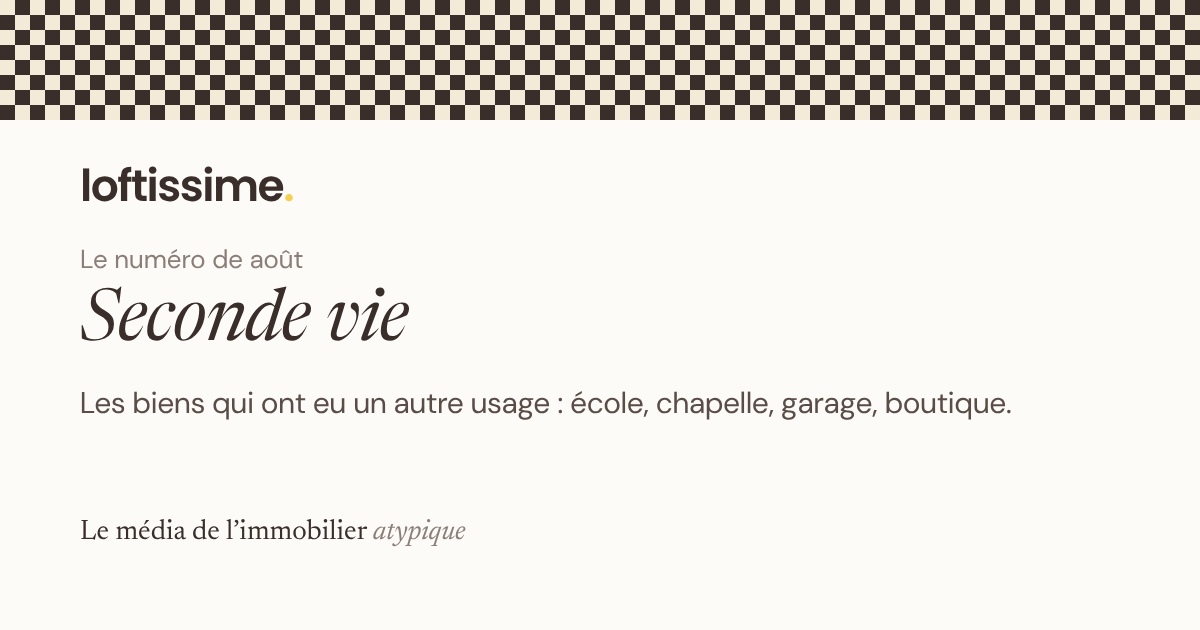 loftissime.
Le numéro de août
Seconde vie
Les biens qui ont eu un autre usage : école, chapelle, garage, boutique.
Le média de l’immobilier atypique